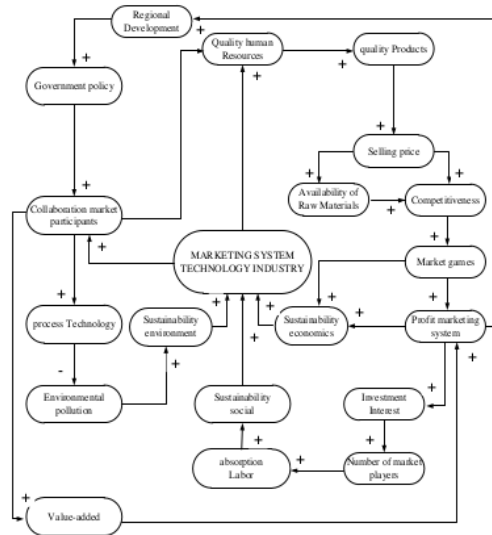 Regional
Development
+
+
Quality human
Resources
+
quality Products
+
Government policy
+
+
+
+
Selling price
+
+
Availability of
Raw Materials
+
Competitiveness
Collaboration market
participants
+
+
MARKETING SYSTEM
TECHNOLOGY INDUSTRY
Market games
+
process Technology
Sustainability
environment
+
+
+
+
Sustainability
economics
+
+
Profit marketing
system
+
-
+
Environmental
pollution
Sustainability
social
Investment
Interest
+
+
+
absorption
Labor
+
Number of market
players
+
Value-added